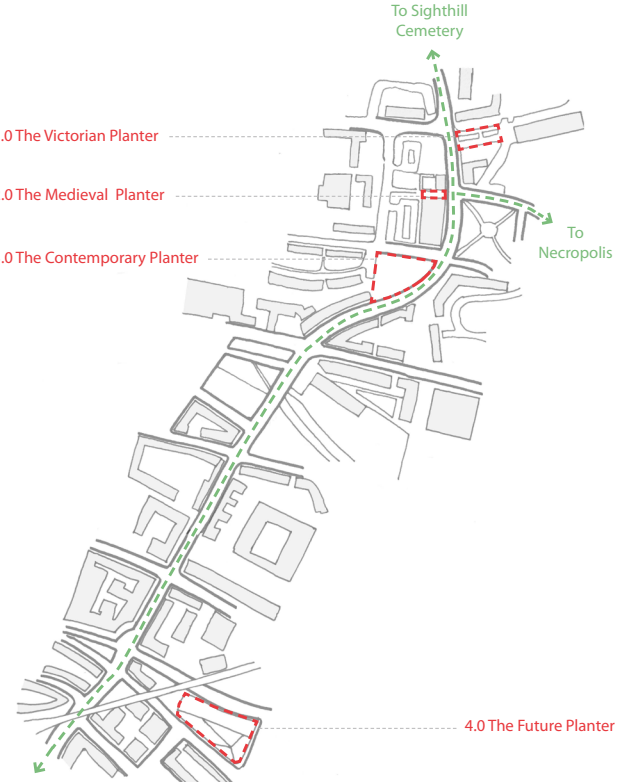 To Sighthill
Cemetery
.0 The Victorian Planter
.0 The Medieval Planter
To
Necropolis
.0 The Contemporary Planter
4.0 The Future Planter